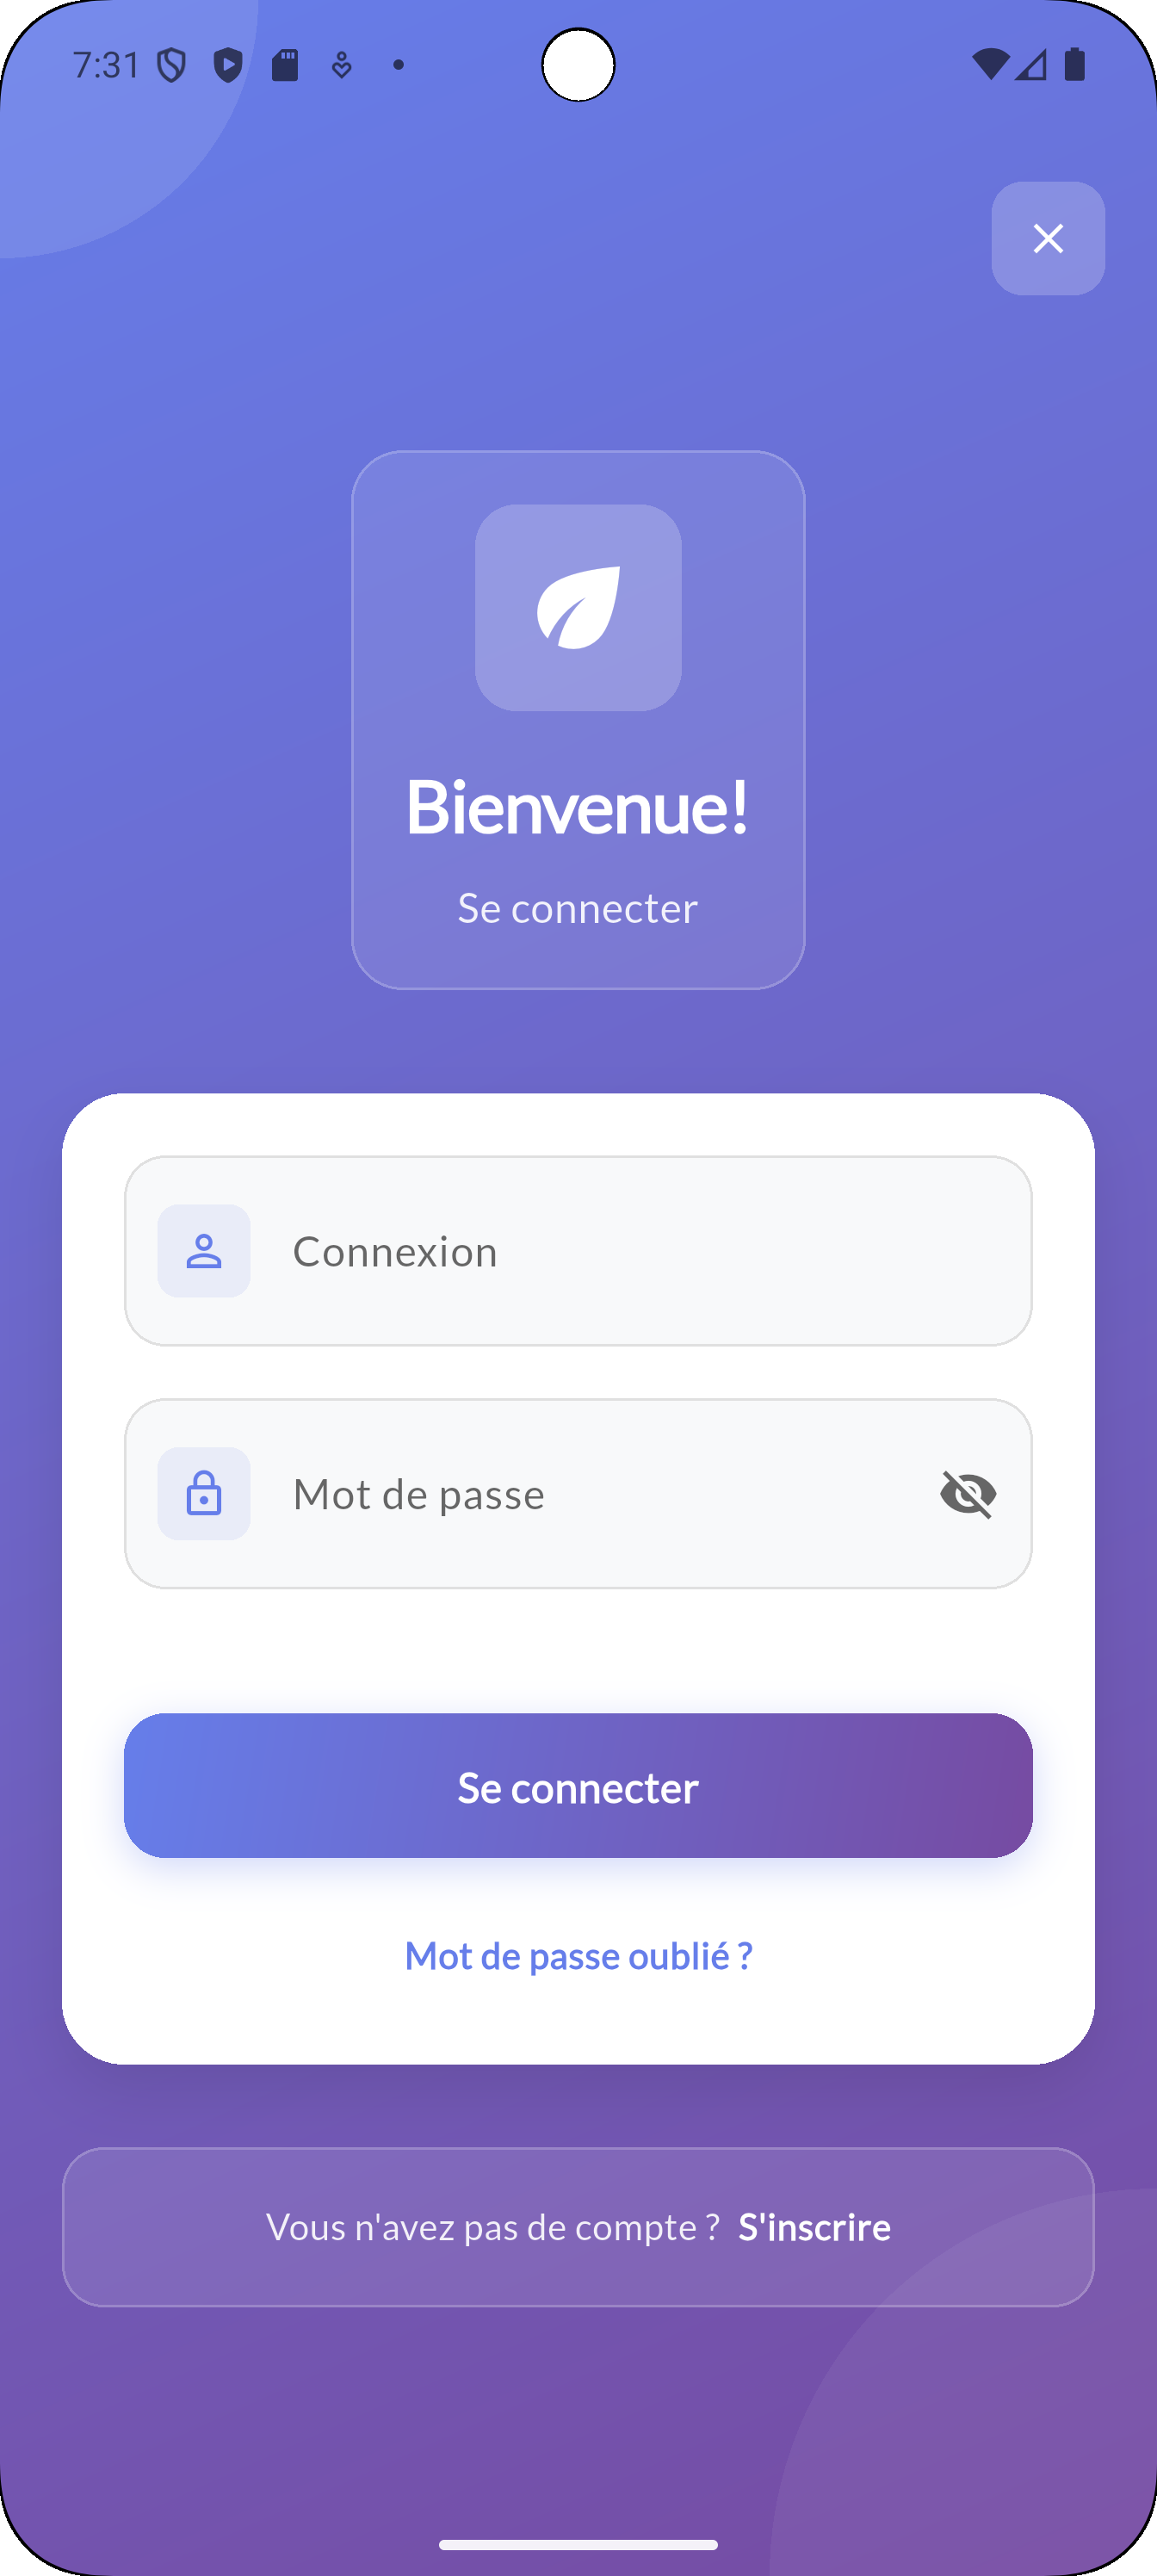 7:31
Bienvenue!
Se connecter
Connexion
Mot de passe
Se connecter
Mot de passe oublié ?
Vous n'avez pas de compte ? S'inscrire